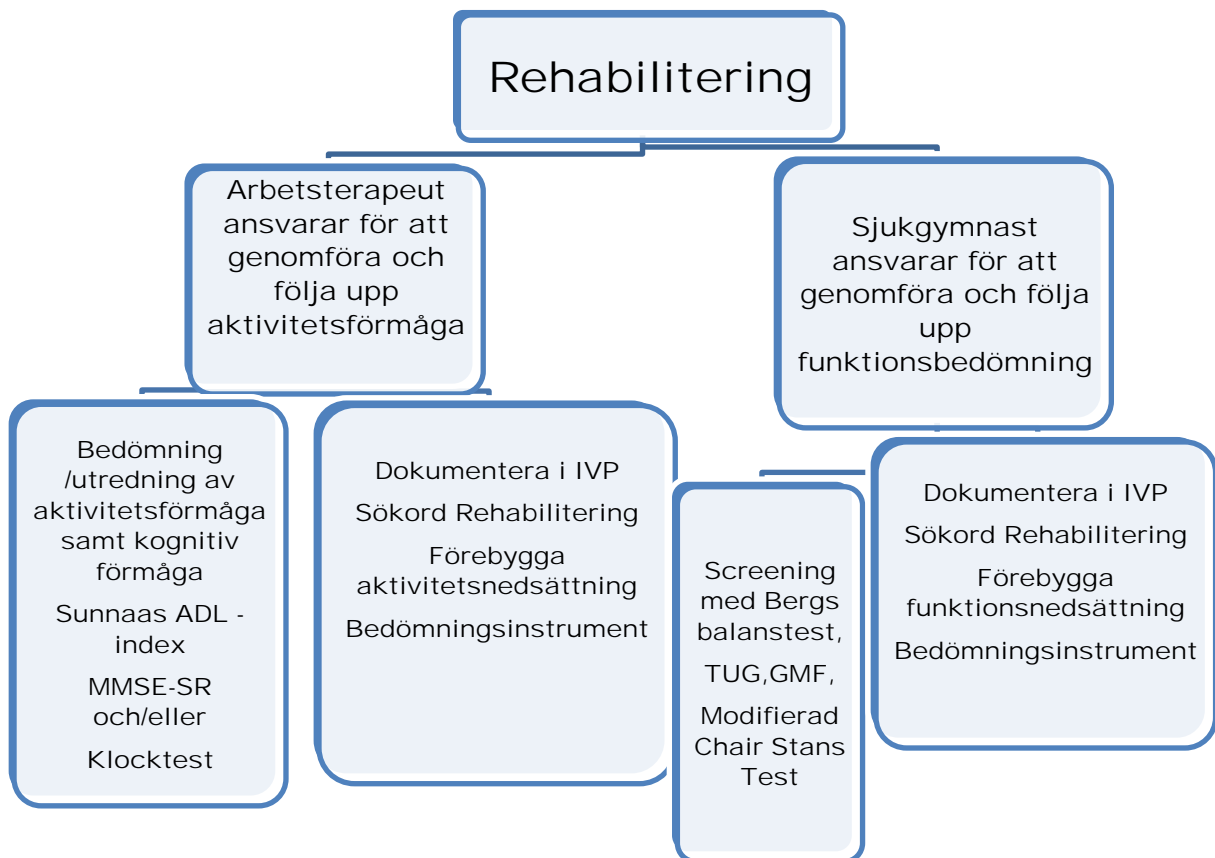 Rehabilitering
Arbetsterapeut
ansvarar för att
genomföra och
följa upp
aktivitetsförmåga
Sjukgymnast
ansvarar för att
genomföra och följa
upp
funktionsbedömning
Bedömning
/utredning av
aktivitetsförmåga
samt kognitiv
förmåga
Sunnaas ADL -
index
MMSE-SR
och/eller
Klocktest
Dokumentera i IVP
Sökord Rehabilitering
Förebygga
aktivitetsnedsättning
Bedömningsinstrument
Screening
med Bergs
balanstest,
TUG,GMF,
Modifierad
Chair Stans
Test
Dokumentera i IVP
Sökord Rehabilitering
Förebygga
funktionsnedsättning
Bedömningsinstrument